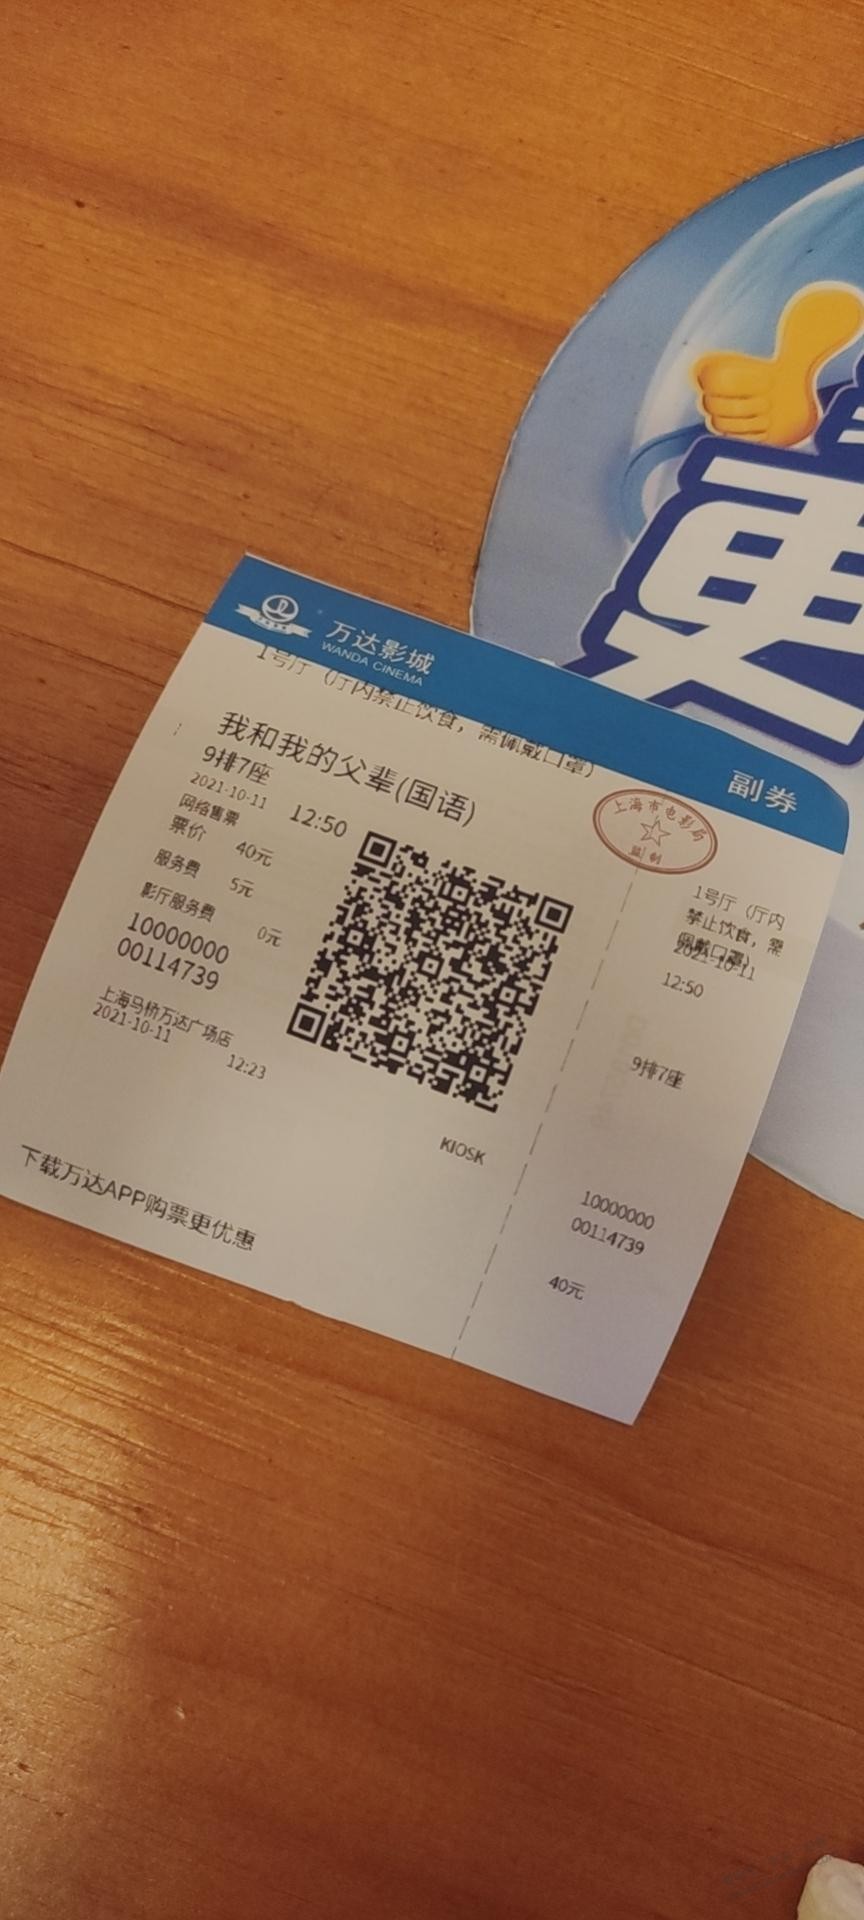 更
万达影城
WANDA CINEMA
副券
1号厅（厅内禁止饮食，需佩戴口罩）
我和我的父辈(国语)
9排7座
2021-10-11 12:50
网络售票
票价 40元
服务费 5元
影厅服务费 0元
10000000
00114739
上海马桥万达广场店
2021-10-11 12:23
KIOSK
下载万达APP购票更优惠
上海市电影局
监制
1号厅（厅内
禁止饮食，需
佩戴口罩）
2021-10-11
12:50
9排7座
10000000
00114739
40元